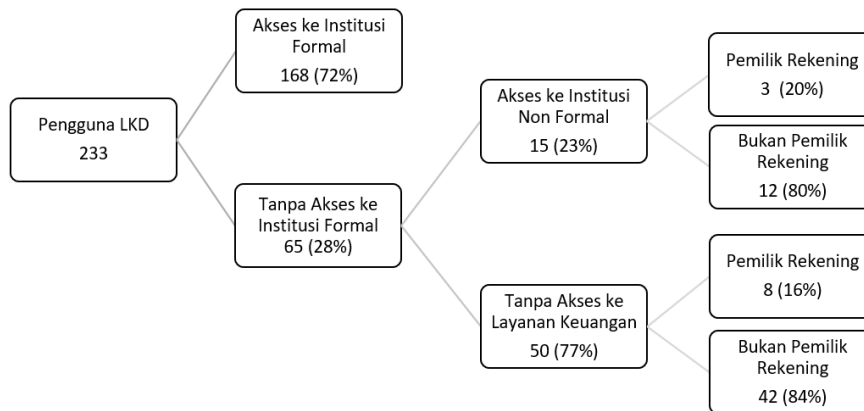 Akses ke Institusi
Formal
168 (72%)
Pengguna LKD
233
Tanpa Akses ke
Institusi Formal
65 (28%)
Akses ke Institusi
Non Formal
15 (23%)
Tanpa Akses ke
Layanan Keuangan
50 (77%)
Pemilik Rekening
3 (20%)
Bukan Pemilik
Rekening
12 (80%)
Pemilik Rekening
8 (16%)
Bukan Pemilik
Rekening
42 (84%)